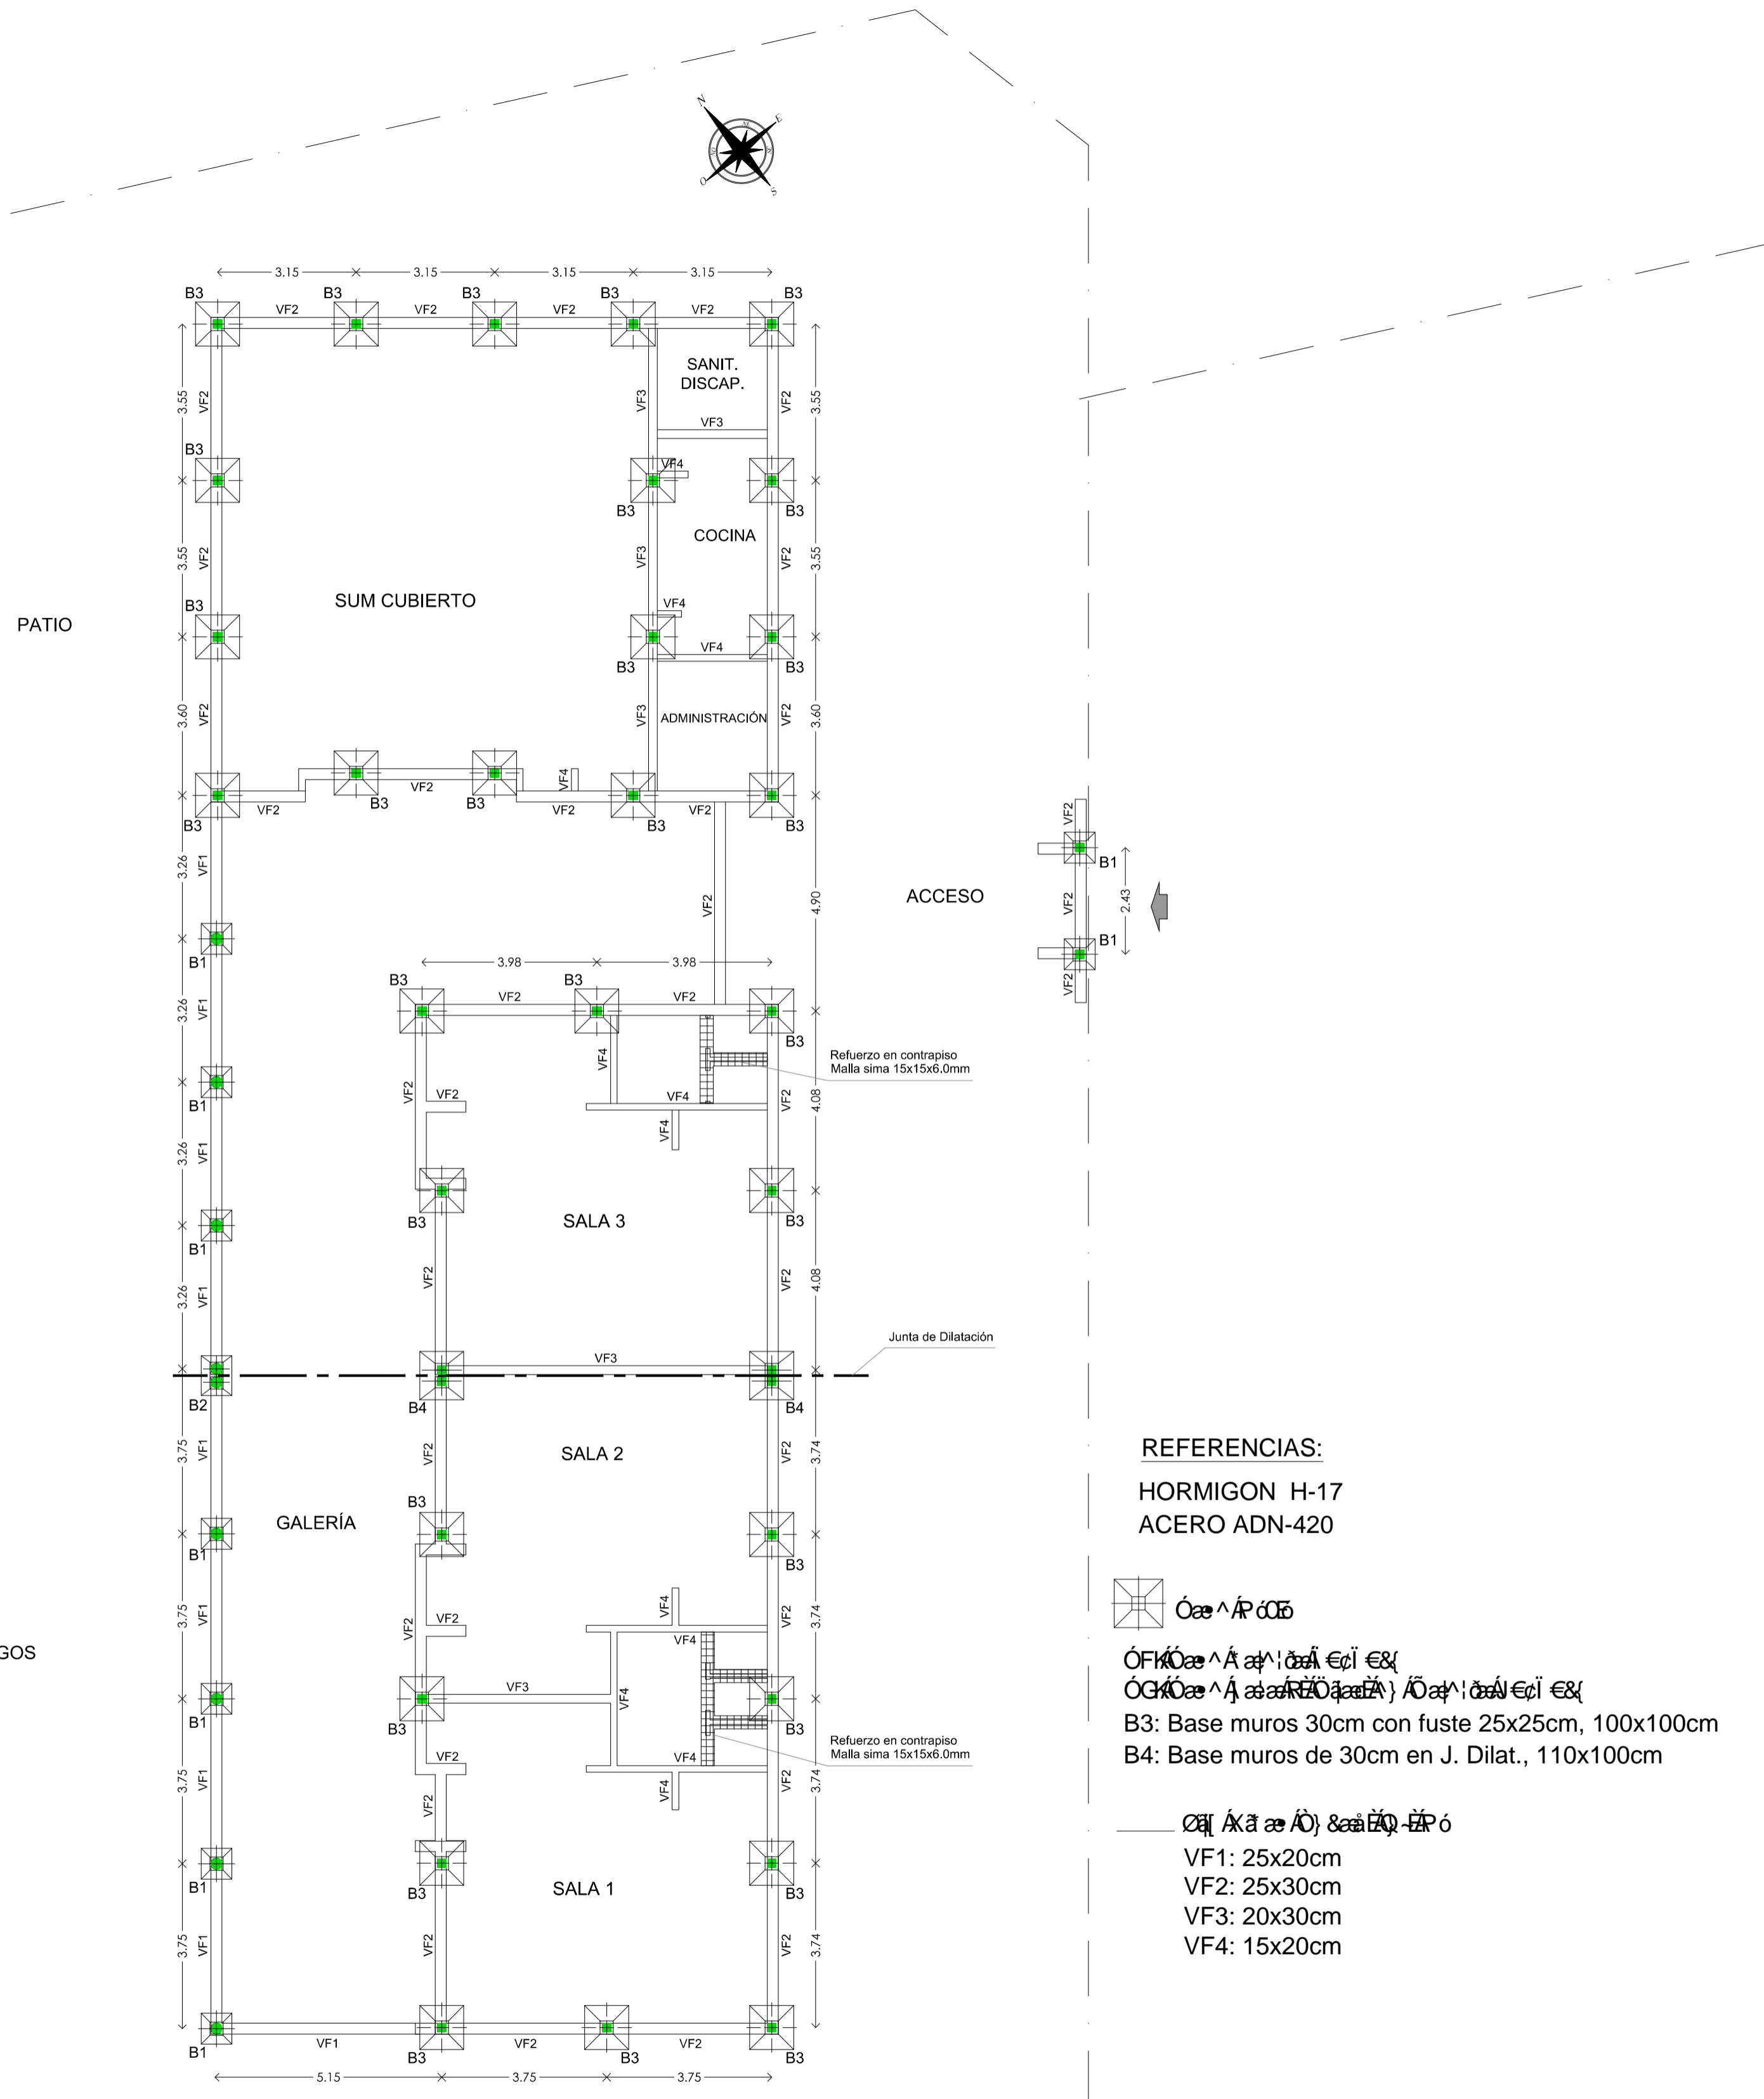 N
E
O
S
3.15
3.15
3.15
3.15
B3
B3
B3
B3
B3
VF2
VF2
VF2
VF2
SANIT.
DISCAP.
3.55
VF2
VF3
VF2
3.55
VF3
B3
VF4
B3
B3
COCINA
3.55
VF2
VF3
VF2
3.55
SUM CUBIERTO
PATIO
B3
VF4
VF4
B3
B3
3.60
VF2
VF3
ADMINISTRACIÓN
VF2
3.60
VF4
VF2
B3
VF2
B3
B3
VF2
VF2
B3
B3
B3
VF2
3.26
VF1
B1
VF2
4.90
ACCESO
VF2
2.43
B1
B1
VF2
3.98
3.98
B3
B3
VF2
VF2
3.26
VF1
B3
Refuerzo en contrapiso
Malla sima 15x15x6.0mm
VF4
VF2
VF2
VF4
VF2
4.08
B1
VF4
3.26
VF1
B3
SALA 3
B3
B1
3.26
VF1
VF2
VF2
4.08
Junta de Dilatación
VF3
B2
B4
B4
3.75
VF1
VF2
SALA 2
VF2
3.74
REFERENCIAS:
HORMIGON H-17
ACERO ADN-420
B3
GALERÍA
B1
B3
3.75
VF1
VF2
VF2
VF4
VF4
VF2
3.74
GOS
VF3
VF4
B1
B3
B3
B3: Base muros 30cm con fuste 25x25cm, 100x100cm
B4: Base muros de 30cm en J. Dilat., 110x100cm
Refuerzo en contrapiso
Malla sima 15x15x6.0mm
VF2
VF4
3.75
VF1
VF2
VF4
VF2
3.74
VF1: 25x20cm
VF2: 25x30cm
VF3: 20x30cm
VF4: 15x20cm
B1
B3
SALA 1
B3
3.75
VF1
VF2
VF2
3.74
B1
VF1
B3
VF2
B3
VF2
B3
5.15
3.75
3.75